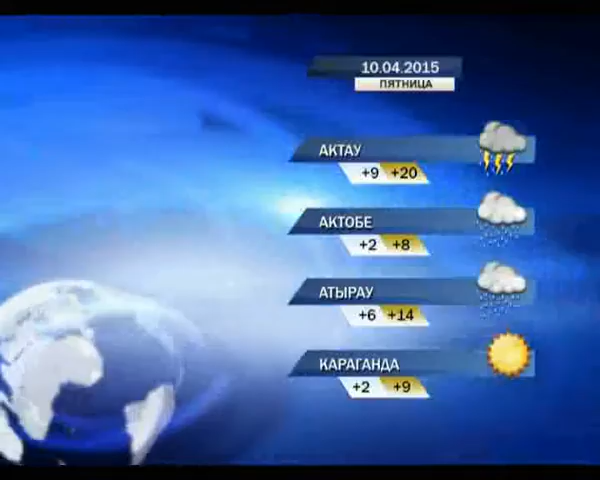 10.04.2015
ПЯТНИЦА
АКТАУ
+9 +20
АКТОБЕ
+2 +8
АТЫРАУ
+6 +14
КАРАГАНДА
+2 +9